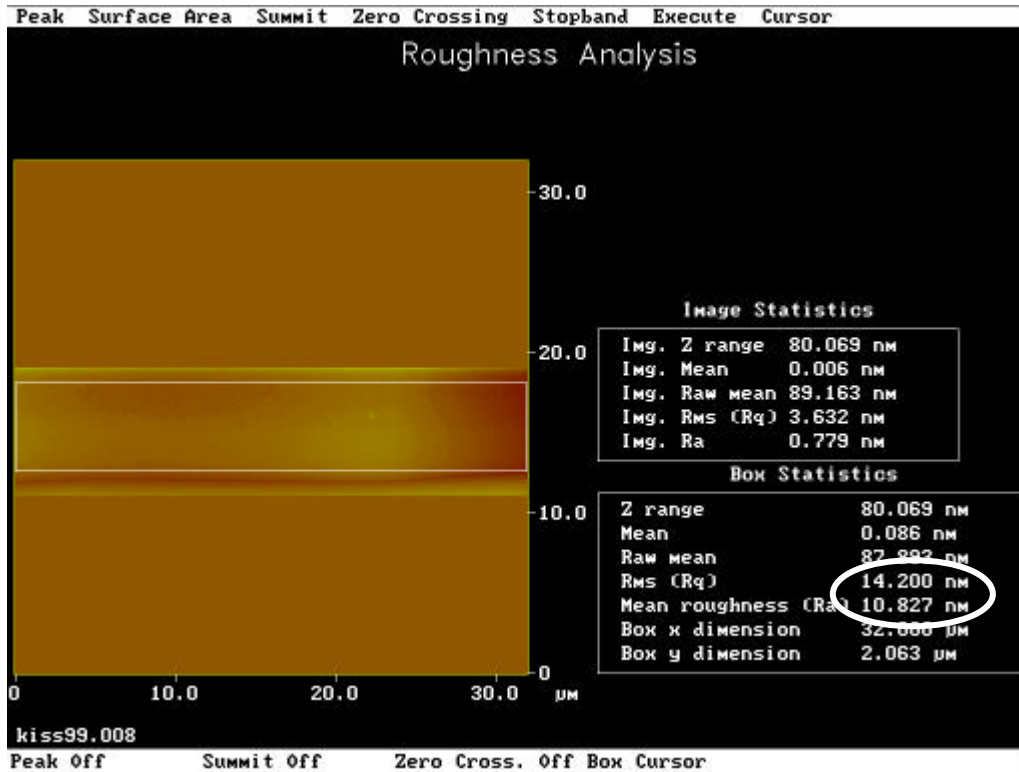 Peak Surface Area Summit Zero Crossing Stopband Execute Cursor
Roughness Analysis
30.0
20.0
10.0
0
0 10.0 20.0 30.0 µm
Image Statistics
Img. Z range 80.069 nm
Img. Mean 0.006 nm
Img. Raw mean 89.163 nm
Img. Rms (Rq) 3.632 nm
Img. Ra 0.779 nm
Box Statistics
Z range 80.069 nm
Mean 0.086 nm
Raw mean nm
Rms (Rq) 14.200 nm
Mean roughness (Ra) 10.827 nm
Box x dimension µm
Box y dimension 2.063 µm
kiss99.008
Peak Off Summit Off Zero Cross. Off Box Cursor